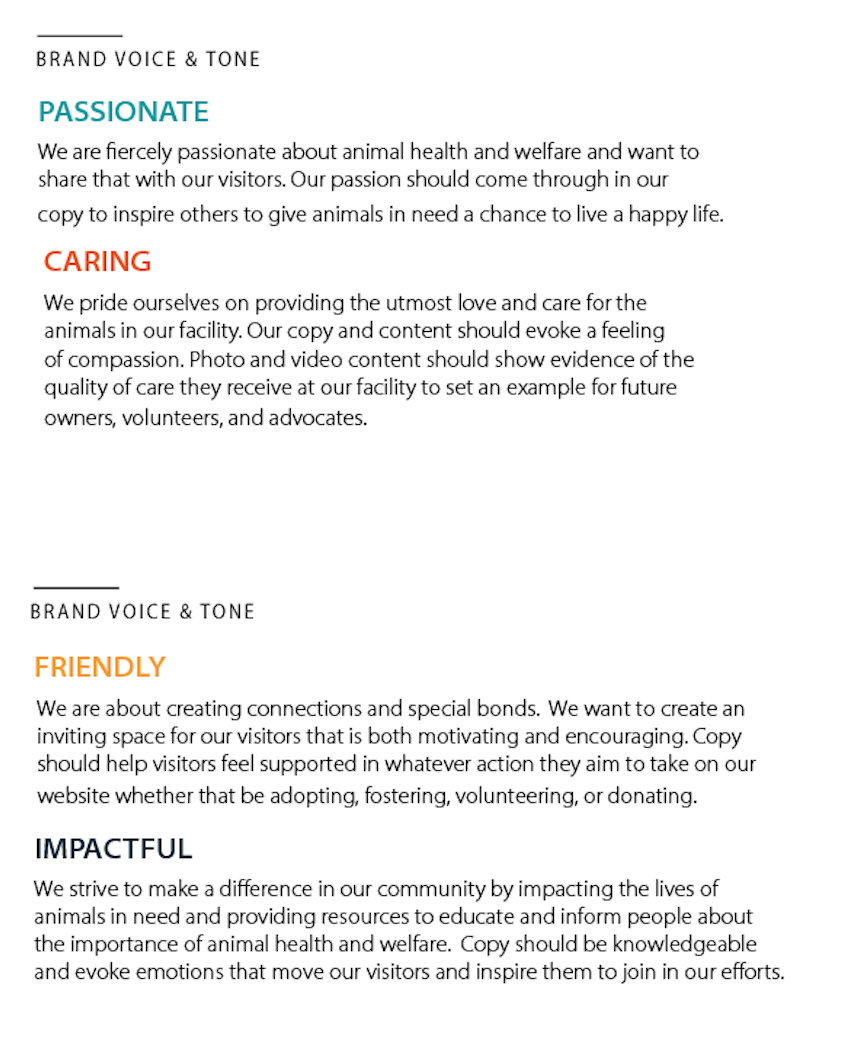 BRAND VOICE & TONE
PASSIONATE
We are fiercely passionate about animal health and welfare and want to
share that with our visitors. Our passion should come through in our
copy to inspire others to give animals in need a chance to live a happy life.
CARING
We pride ourselves on providing the utmost love and care for the
animals in our facility. Our copy and content should evoke a feeling
of compassion. Photo and video content should show evidence of the
quality of care they receive at our facility to set an example for future
owners, volunteers, and advocates.
BRAND VOICE & TONE
FRIENDLY
We are about creating connections and special bonds. We want to create an
inviting space for our visitors that is both motivating and encouraging. Copy
should help visitors feel supported in whatever action they aim to take on our
website whether that be adopting, fostering, volunteering, or donating.
IMPACTFUL
We strive to make a difference in our community by impacting the lives of
animals in need and providing resources to educate and inform people about
the importance of animal health and welfare. Copy should be knowledgeable
and evoke emotions that move our visitors and inspire them to join in our efforts.